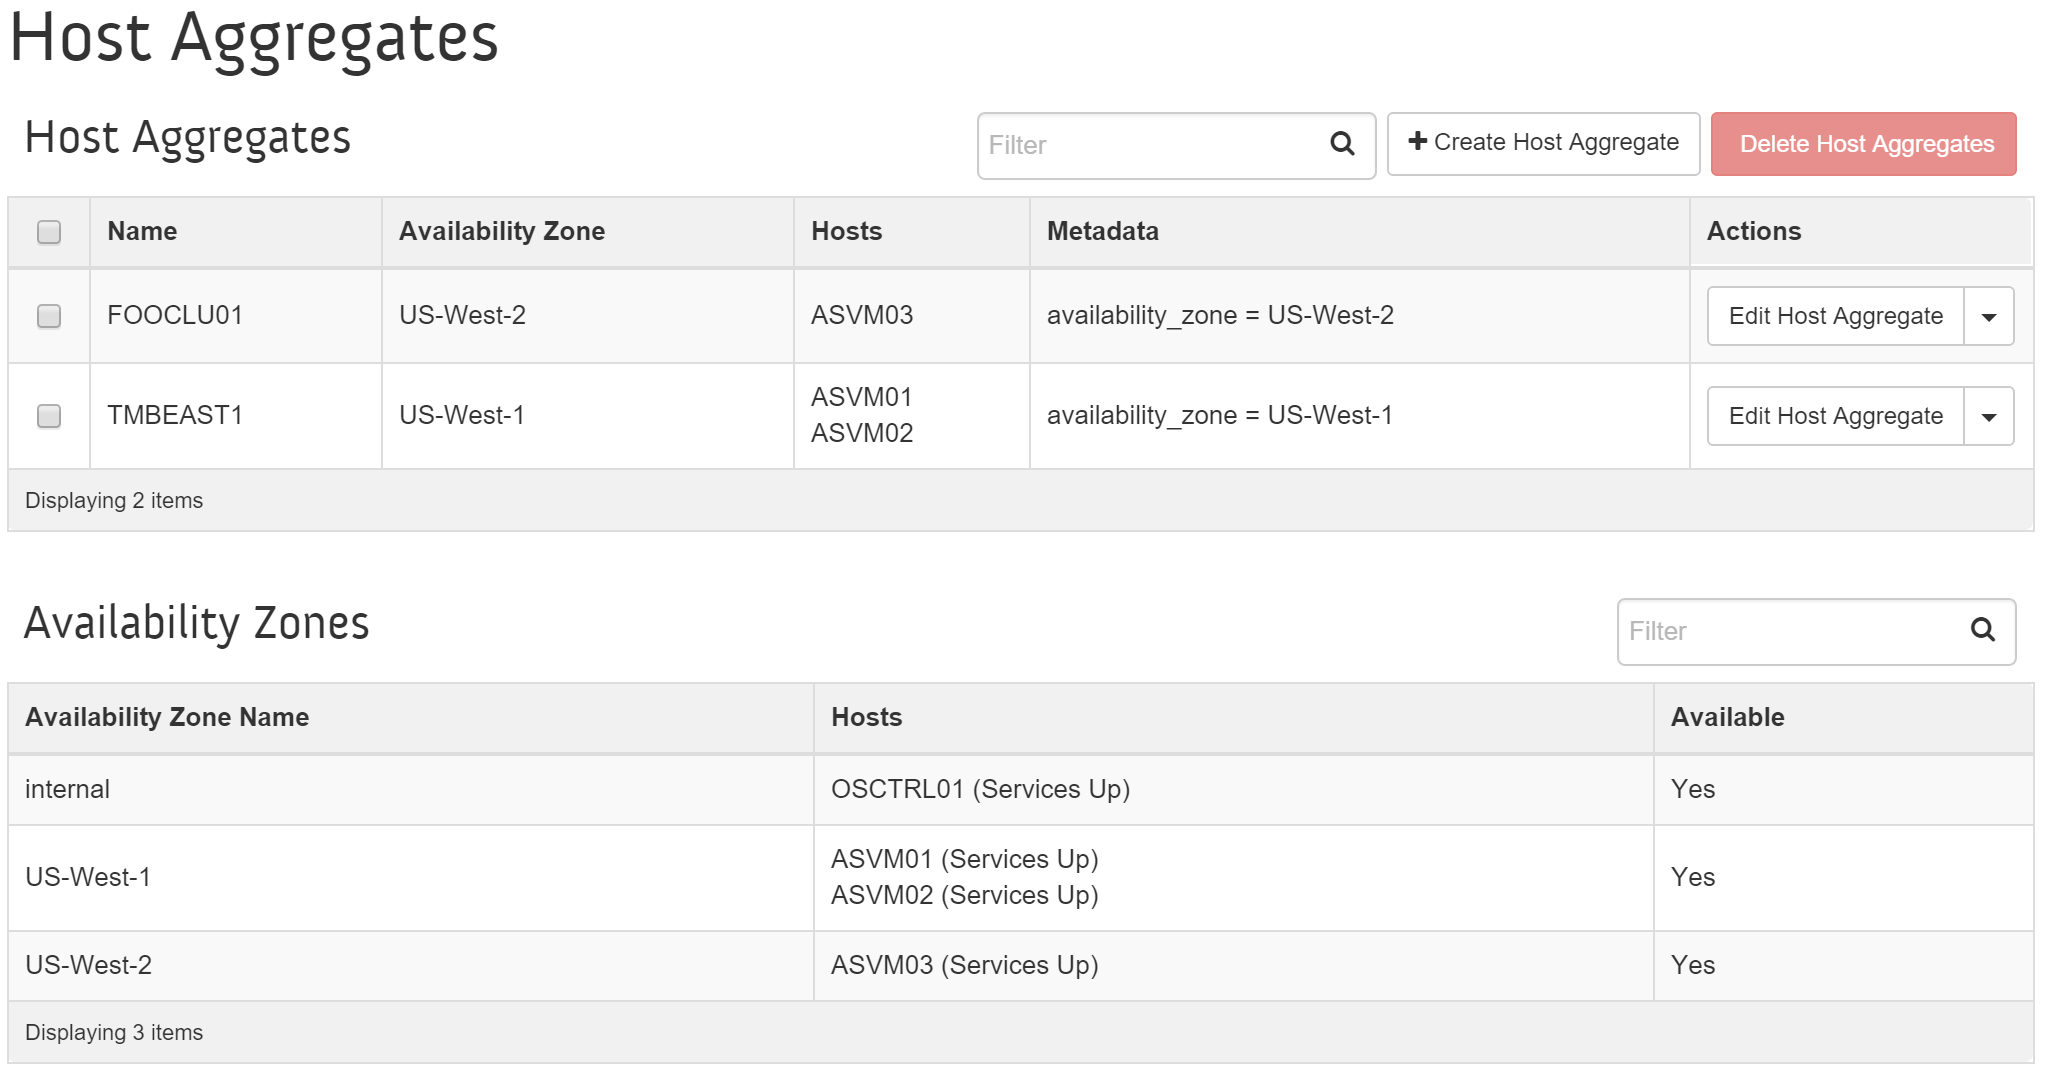 Host Aggregates
Host Aggregates
Filter
Create Host Aggregate
Delete Host Aggregates
Name Availability Zone Hosts Metadata Actions
FOOCLU01 US-West-2 ASVM03 availability_zone = US-West-2 Edit Host Aggregate
TMBEAST1 US-West-1 ASVM01 availability_zone = US-West-1 Edit Host Aggregate
ASVM02
Displaying 2 items
Availability Zones
Filter
Availability Zone Name Hosts Available
internal OSCTRL01 (Services Up) Yes
US-West-1 ASVM01 (Services Up) Yes
ASVM02 (Services Up)
US-West-2 ASVM03 (Services Up) Yes
Displaying 3 items